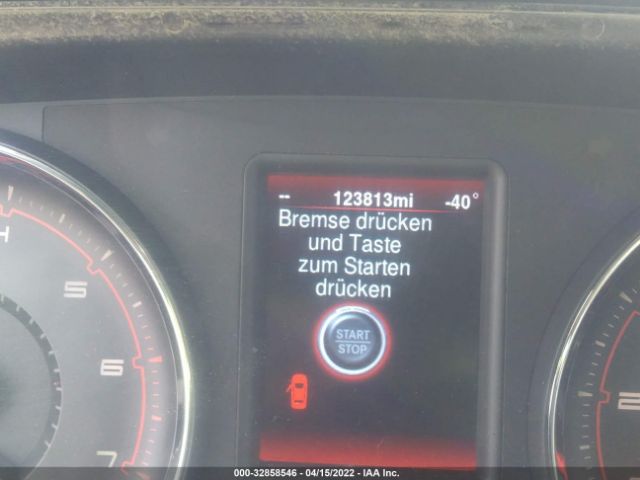 -- 123813mi -40°
Bremse drücken
und Taste
zum Starten
drücken
START
STOP
H
5
6
7
2
000-32858546 - 04/15/2022 - IAA Inc.